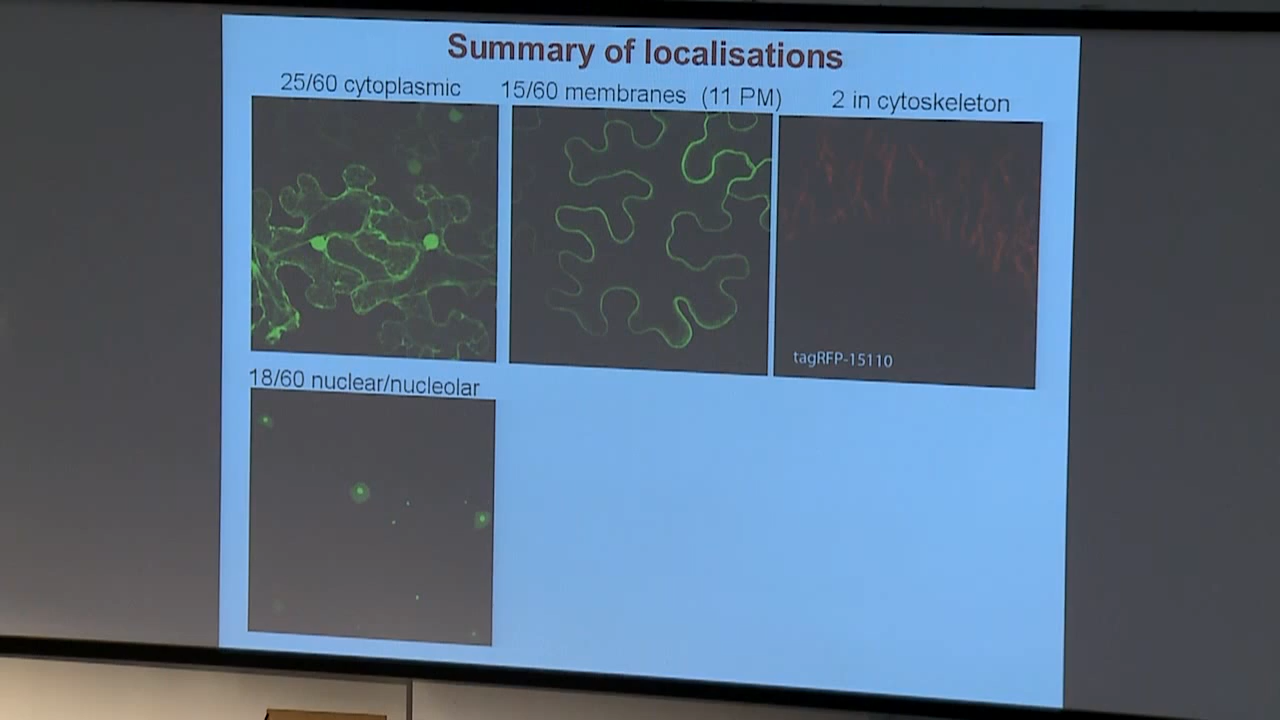 Summary of localisations
25/60 cytoplasmic
15/60 membranes (11 PM)
2 in cytoskeleton
tagRFP-15110
18/60 nuclear/nucleolar